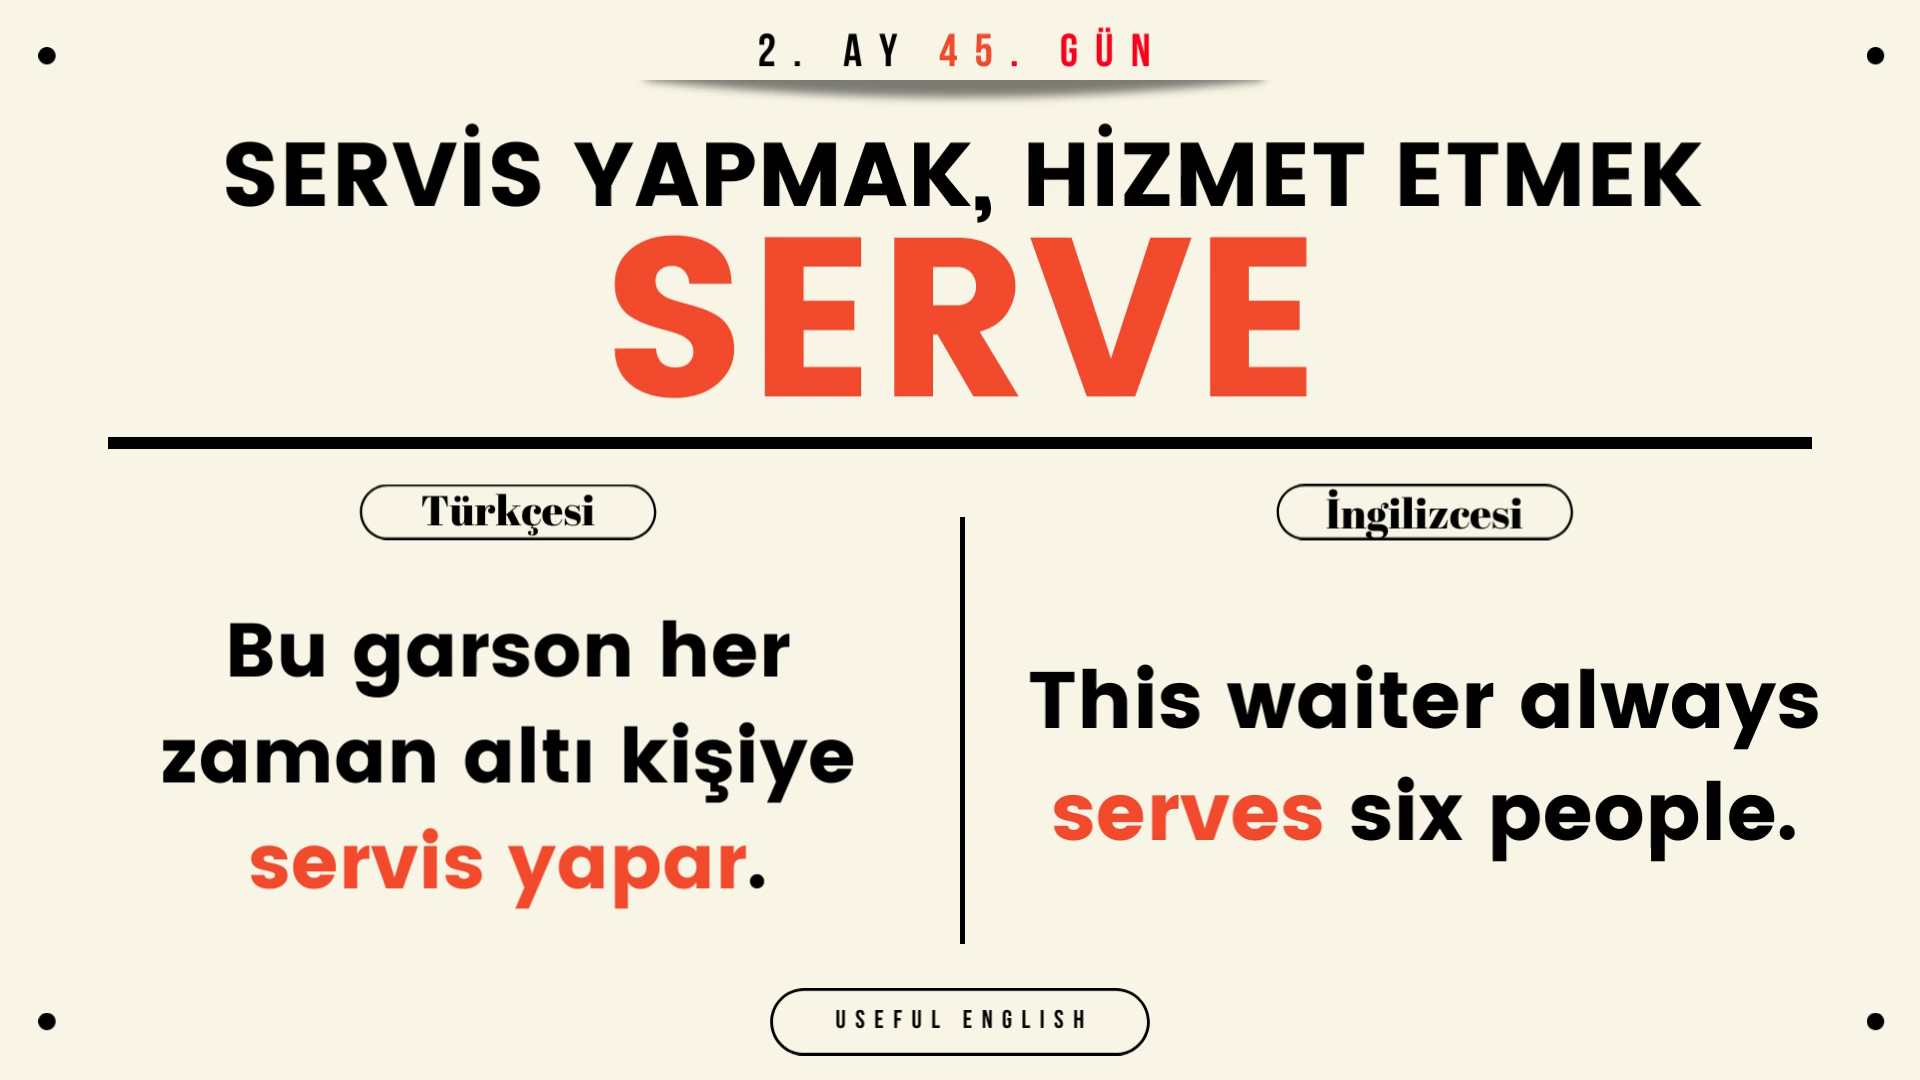 2. AY 45. GÜN
SERVİS YAPMAK, HİZMET ETMEK
SERVE
Türkçesi
Bu garson her
zaman altı kişiye
servis yapar.
İngilizcesi
This waiter always
serves six people.
USEFUL ENGLISH